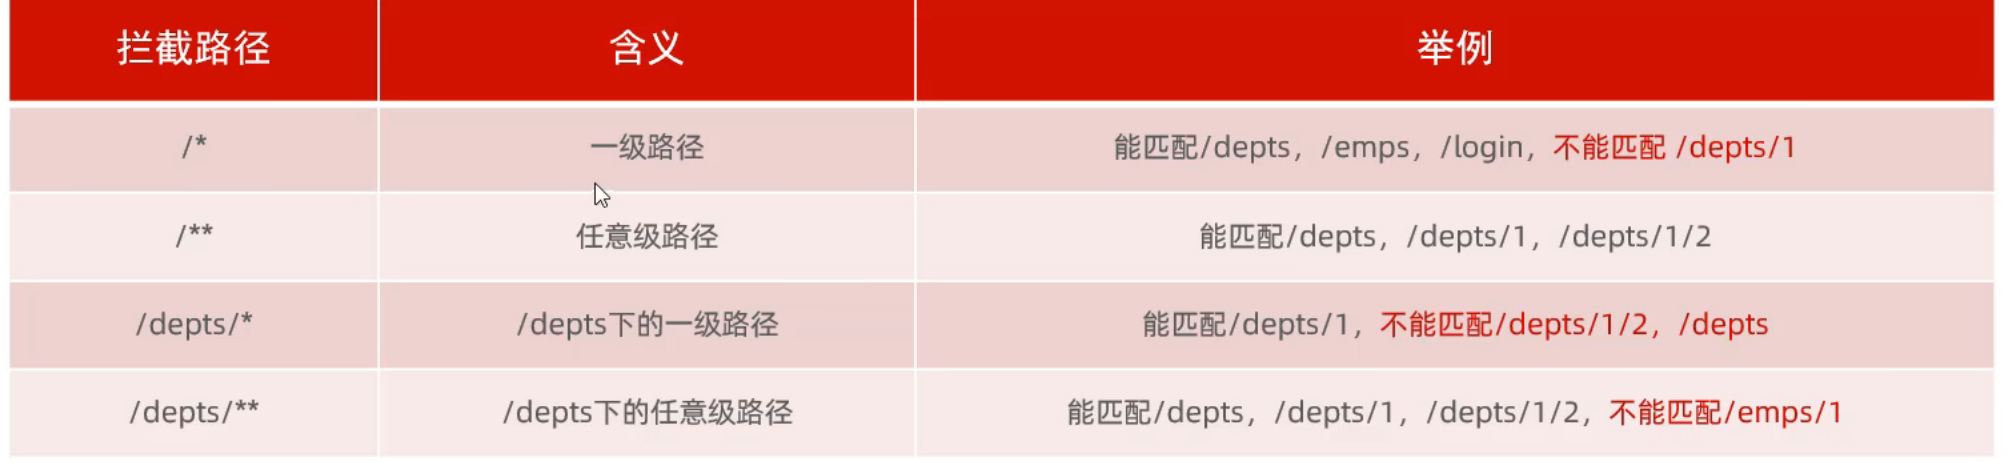 拦截路径 含义 举例
/* 一级路径 能匹配/depts，/emps，/login，不能匹配 /depts/1
/** 任意级路径 能匹配/depts，/depts/1，/depts/1/2
/depts/* /depts下的一级路径 能匹配/depts/1，不能匹配/depts/1/2，/depts
/depts/** /depts下的任意级路径 能匹配/depts，/depts/1，/depts/1/2，不能匹配/emps/1